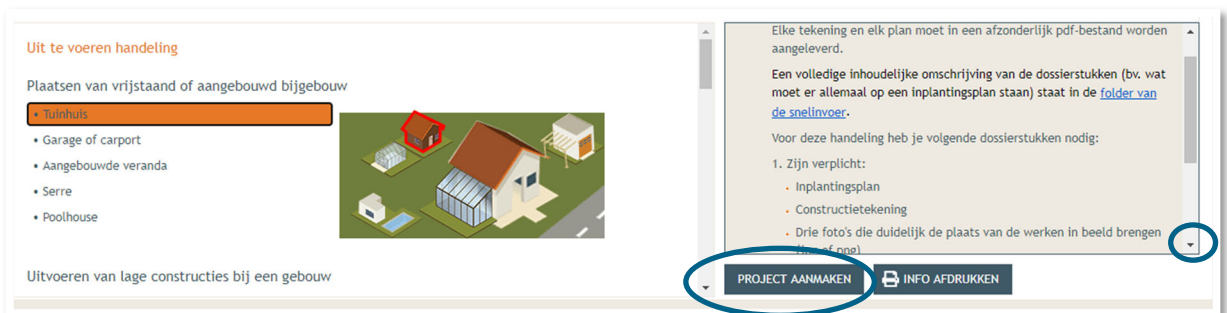 Uit te voeren handeling
Plaatsen van vrijstaand of aangebouwd bijgebouw
• Tuinhuis
• Garage of carport
• Aangebouwde veranda
• Serre
• Poolhouse
Uitvoeren van lage constructies bij een gebouw
Elke tekening en elk plan moet in een afzonderlijk pdf-bestand worden
aangeleverd.
Een volledige inhoudelijke omschrijving van de dossierstukken (bv. wat
moet er allemaal op een inplantingsplan staan) staat in de folder van
de snelinvoer.
Voor deze handeling heb je volgende dossierstukken nodig:
1. Zijn verplicht:
• Inplantingsplan
• Constructietekening
• Drie foto's die duidelijk de plaats van de werken in beeld brengen
PROJECT AANMAKEN
INFO AFDRUKKEN